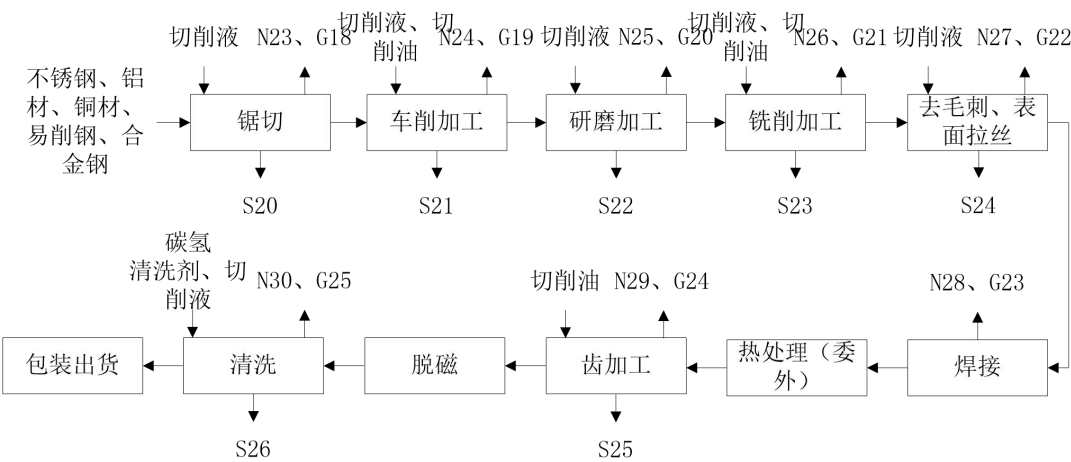 切削液 N23、G18
切削液、切
削油
N24、G19
切削液 N25、G20
切削液、切
削油
N26、G21
切削液 N27、G22
不锈钢、铝
材、铜材、
易削钢、合
金钢
锯切
车削加工
研磨加工
铣削加工
去毛刺、表
面拉丝
S20
S21
S22
S23
S24
碳氢
清洗剂、切
削液
N30、G25
切削油 N29、G24
N28、G23
包装出货
清洗
脱磁
齿加工
热处理（委
外）
焊接
S26
S25